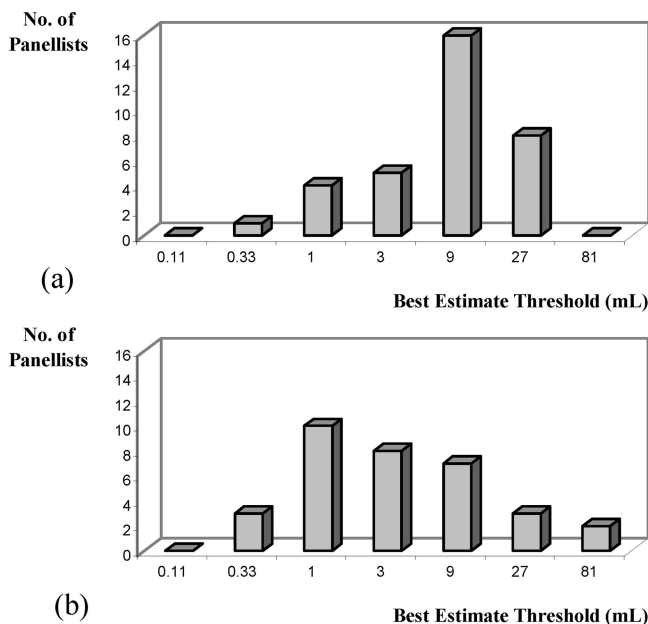 No. of
Panellists
16
14
12
10
8
6
4
2
0
0.11 0.33 1 3 9 27 81
(a)
Best Estimate Threshold (mL)
No. of
Panellists
16
14
12
10
8
6
4
2
0
0.11 0.33 1 3 9 27 81
(b)
Best Estimate Threshold (mL)